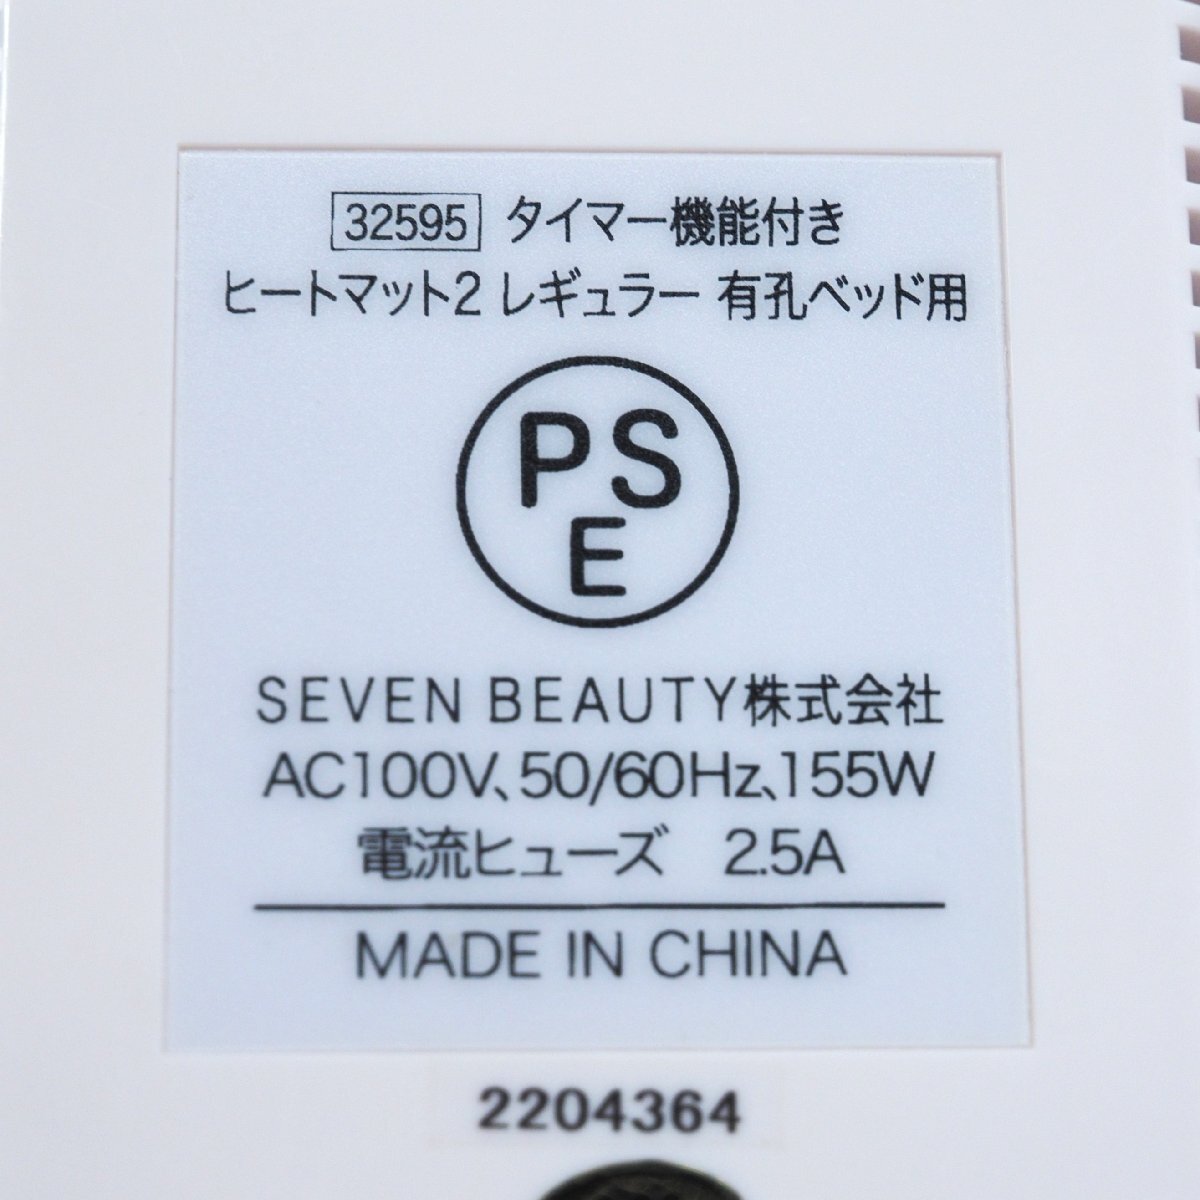 32595 タイマー機能付き
ヒートマット2 レギュラー 有孔ベッド用
PS
E
SEVEN BEAUTY株式会社
AC100V、50/60Hz、155W
電流ヒューズ 2.5A
MADE IN CHINA
2204364